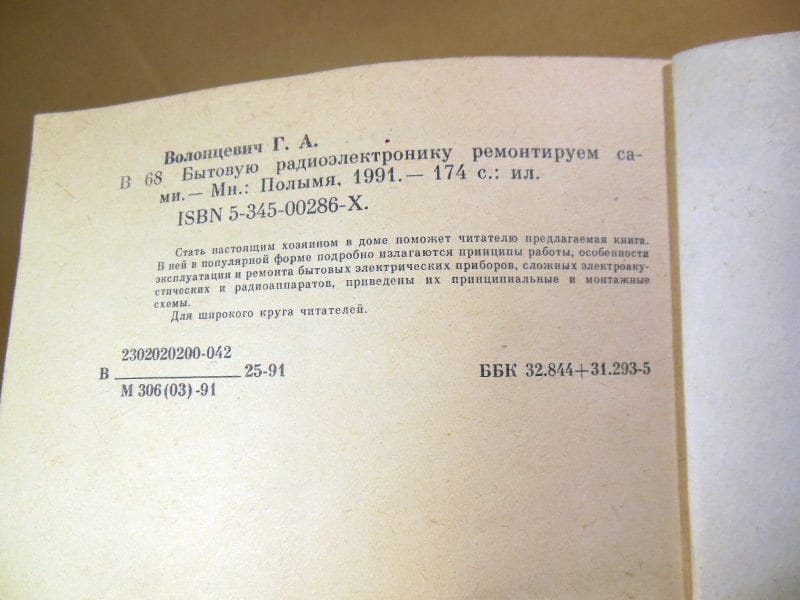 Волопцевич Г. А.
В 68 Бытовую радиоэлектронику ремонтируем са-
ми.— Мн.: Полымя, 1991.— 174 с.: ил.
ISBN 5-345-00286-X.
Стать настоящим хозяином в доме поможет читателю предлагаемая книга.
В ней в популярной форме подробно излагаются принципы работы, особенности
эксплуатации и ремонта бытовых электрических приборов, сложных электроаку-
стических и радиоаппаратов, приведены их принципиальные и монтажные
схемы.
Для широкого круга читателей.
2302020200-042
В ———— 25-91
М 306(03)-91
ББК 32.844+31.293-5